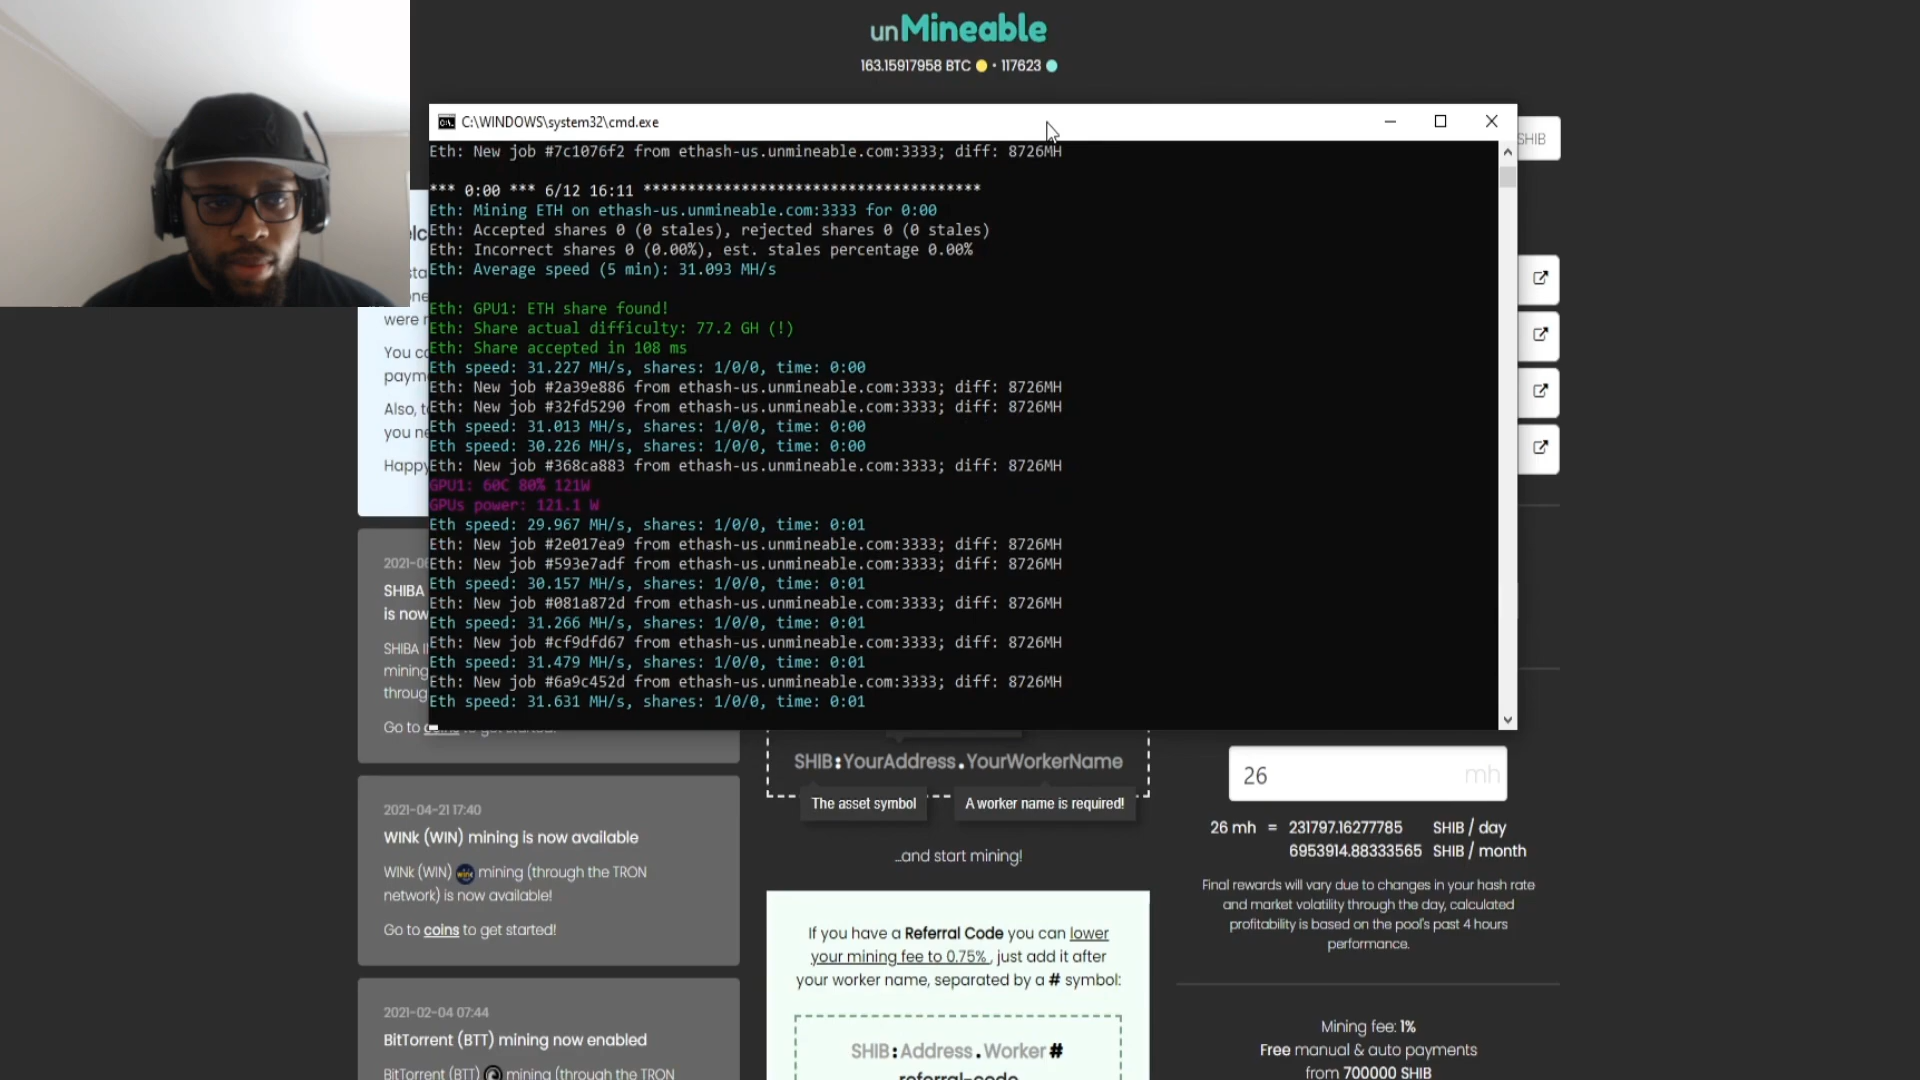 unMineable
163.15917958 BTC • 117623
C:\WINDOWS\system32\cmd.exe
SHIB
Eth: New job #7c1076f2 from ethash-us.unmineable.com:3333; diff: 8726MH
*** 0:00 *** 6/12 16:11 **************************************
Eth: Mining ETH on ethash-us.unmineable.com:3333 for 0:00
Eth: Accepted shares 0 (0 stales), rejected shares 0 (0 stales)
Eth: Incorrect shares 0 (0.00%), est. stales percentage 0.00%
Eth: Average speed (5 min): 31.093 MH/s
Eth: GPU1: ETH share found!
Eth: Share actual difficulty: 77.2 GH (!)
Eth: Share accepted in 108 ms
Eth speed: 31.227 MH/s, shares: 1/0/0, time: 0:00
Eth: New job #2a39e886 from ethash-us.unmineable.com:3333; diff: 8726MH
Eth: New job #32fd5290 from ethash-us.unmineable.com:3333; diff: 8726MH
Eth speed: 31.013 MH/s, shares: 1/0/0, time: 0:00
Eth speed: 30.226 MH/s, shares: 1/0/0, time: 0:00
Eth: New job #368ca883 from ethash-us.unmineable.com:3333; diff: 8726MH
GPU1: 60C 80% 121W
GPUs power: 121.1 W
Eth speed: 29.967 MH/s, shares: 1/0/0, time: 0:01
Eth: New job #2e017ea9 from ethash-us.unmineable.com:3333; diff: 8726MH
Eth: New job #593e7adf from ethash-us.unmineable.com:3333; diff: 8726MH
Eth speed: 30.157 MH/s, shares: 1/0/0, time: 0:01
Eth: New job #081a872d from ethash-us.unmineable.com:3333; diff: 8726MH
Eth speed: 31.266 MH/s, shares: 1/0/0, time: 0:01
Eth: New job #cf9dfd67 from ethash-us.unmineable.com:3333; diff: 8726MH
Eth speed: 31.479 MH/s, shares: 1/0/0, time: 0:01
Eth: New job #6a9c452d from ethash-us.unmineable.com:3333; diff: 8726MH
Eth speed: 31.631 MH/s, shares: 1/0/0, time: 0:01
were
You
Also,
you
Happy
SHIBA
is now
SHIBA
mining
Go to coins to get started!
2021-04-21 17:40
WINk (WIN) mining is now available
WINk (WIN) mining (through the TRON
network) is now available!
Go to coins to get started!
2021-02-04 07:44
BitTorrent (BTT) mining now enabled
BitTorrent (BTT) mining (through the TRON
SHIB:YourAddress.YourWorkerName
The asset symbol
A worker name is required!
...and start mining!
If you have a Referral Code you can lower
your mining fee to 0.75% , just add it after
your worker name, separated by a # symbol:
SHIB:Address.Worker#
referral-code
26 mh
26 mh = 231797.16277785 SHIB / day
6953914.88333565 SHIB / month
Final rewards will vary due to changes in your hash rate
and market volatility through the day, calculated
profitability is based on the pool's past 4 hours
performance.
Mining fee: 1%
Free manual & auto payments
from 700000 SHIB